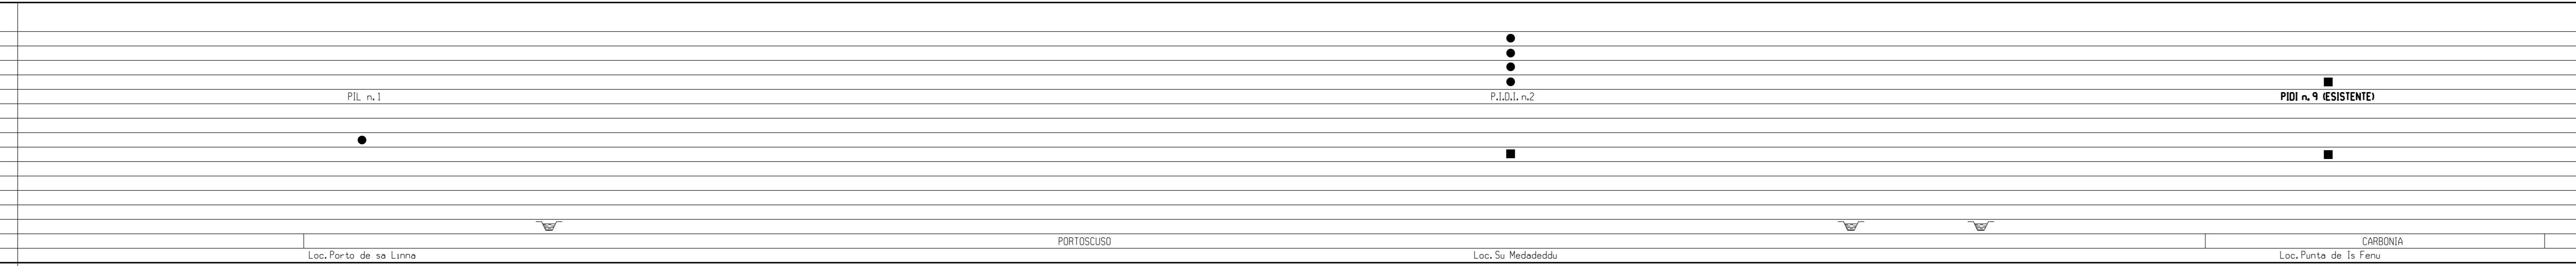 PIL n.1 P.I.D.I. n.2 PIDI n. 9 (ESISTENTE)
PORTOSCUSO CARBONIA
Loc. Porto de sa Linna Loc. Su Medadeddu Loc. Punta de Is Fenu